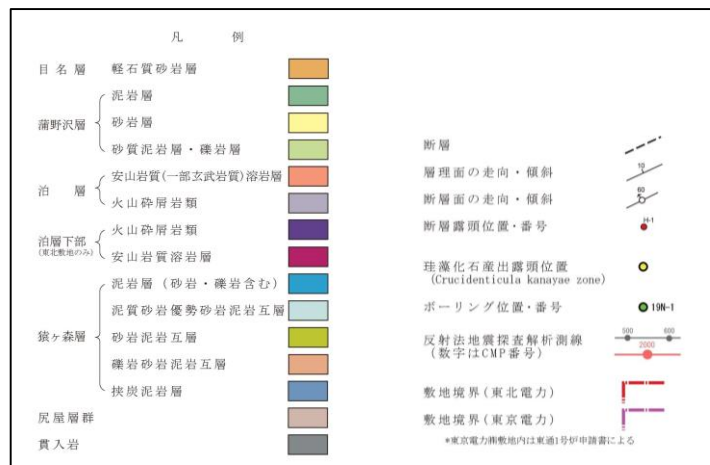 凡 例
目名層 軽石質砂岩層
蒲野沢層 泥岩層
砂岩層
砂質泥岩層・礫岩層
泊 層 安山岩質(一部玄武岩質)溶岩層
火山砕屑岩類
泊層下部 (東北敷地のみ) 火山砕屑岩類
安山岩質溶岩層
猿ヶ森層 泥岩層(砂岩・礫岩含む)
泥質砂岩優勢砂岩泥岩互層
砂岩泥岩互層
礫岩砂岩泥岩互層
挟炭泥岩層
尻屋層群
貫入岩
断層
層理面の走向・傾斜 10
断層面の走向・傾斜 60
断層露頭位置・番号 H-1
珪藻化石産出露頭位置
(Crucidenticula kanayae zone)
ボーリング位置・番号 19N-1
反射法地震探査解析測線 500 600
(数字はCMP番号) 2000
敷地境界(東北電力)
敷地境界(東京電力)
*東京電力㈱敷地内は東通1号炉申請書による